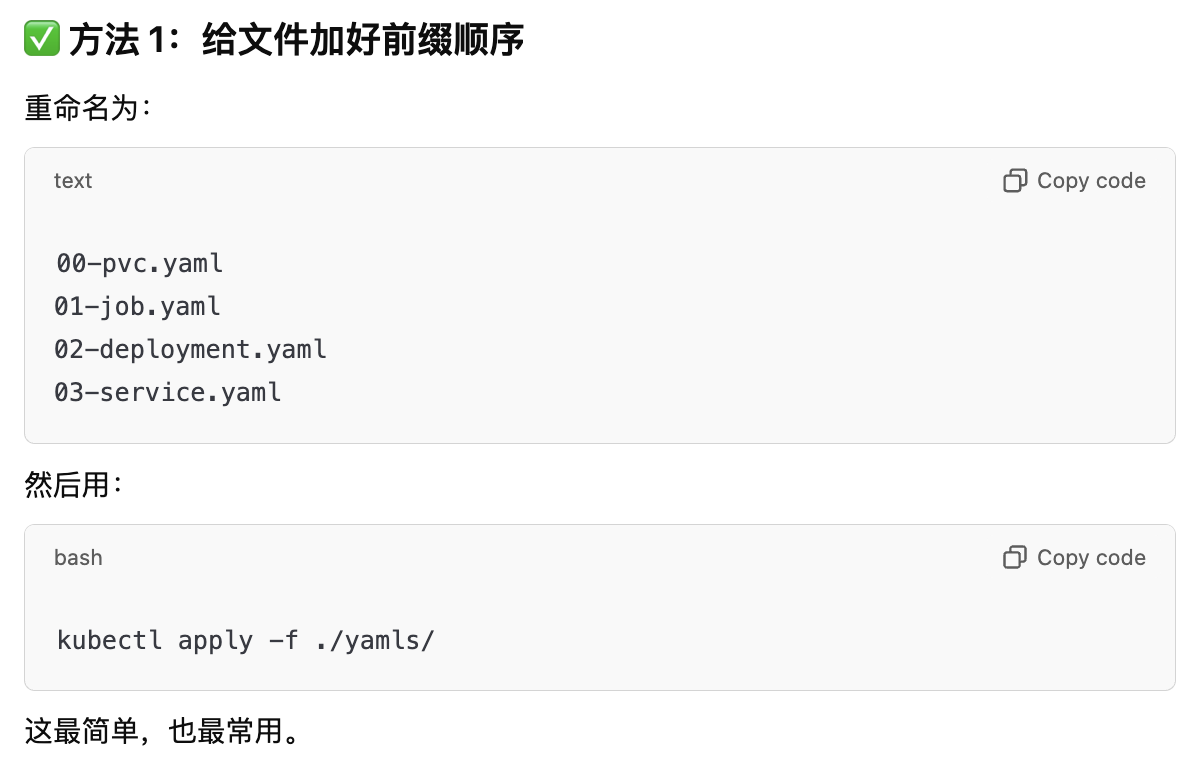 ✅ 方法 1：给文件加好前缀顺序
重命名为：
text
Copy code
00-pvc.yaml
01-job.yaml
02-deployment.yaml
03-service.yaml
然后用：
bash
Copy code
kubectl apply -f ./yamls/
这最简单，也最常用。